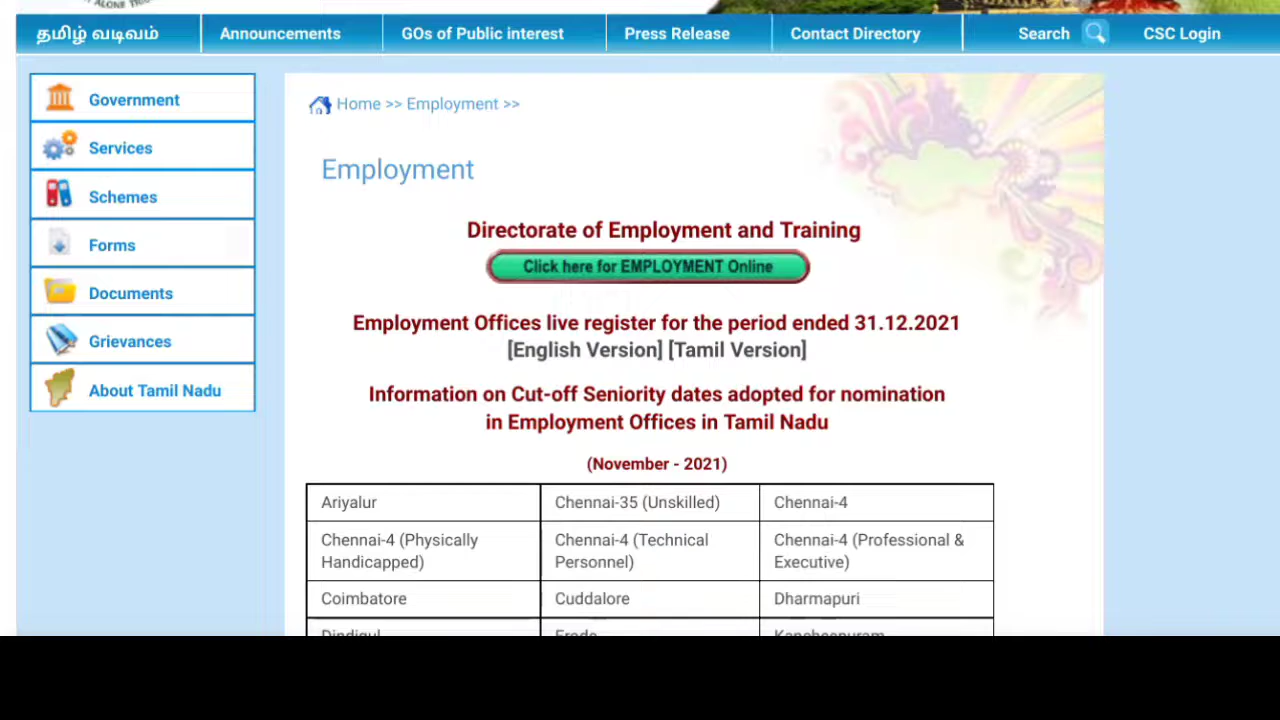 ALONE
தமிழ் வடிவம்
Announcements
GOs of Public interest
Press Release
Contact Directory
Search
CSC Login
Government
Services
Schemes
Forms
Documents
Grievances
About Tamil Nadu
Home >> Employment >>
Employment
Directorate of Employment and Training
Click here for EMPLOYMENT Online
Employment Offices live register for the period ended 31.12.2021
[English Version] [Tamil Version]
Information on Cut-off Seniority dates adopted for nomination
in Employment Offices in Tamil Nadu
(November - 2021)
Ariyalur
Chennai-35 (Unskilled)
Chennai-4
Chennai-4 (Physically
Handicapped)
Chennai-4 (Technical
Personnel)
Chennai-4 (Professional &
Executive)
Coimbatore
Cuddalore
Dharmapuri